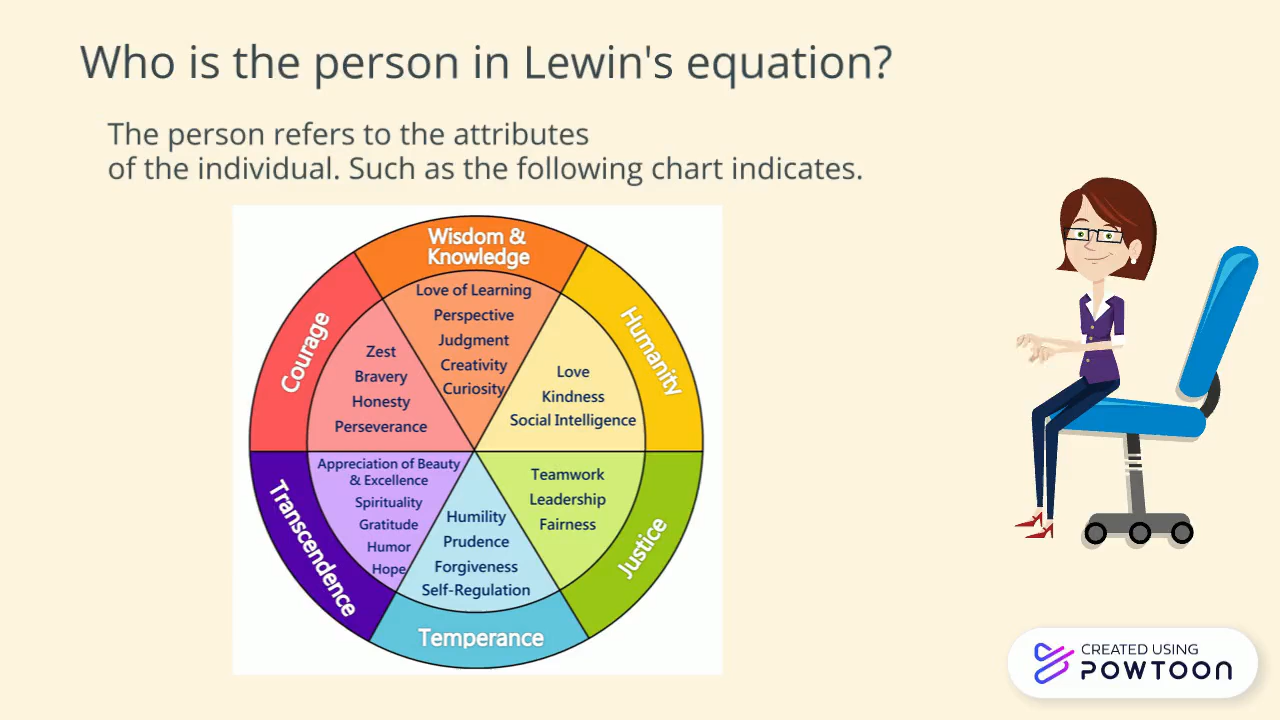 Who is the person in Lewin's equation?
The person refers to the attributes
of the individual. Such as the following chart indicates.
Wisdom &
Knowledge
Love of Learning
Perspective
Judgment
Creativity
Curiosity
Humanity
Love
Kindness
Social Intelligence
Justice
Teamwork
Leadership
Fairness
Temperance
Humility
Prudence
Forgiveness
Self-Regulation
Transcendence
Appreciation of Beauty
& Excellence
Spirituality
Gratitude
Humor
Hope
Courage
Zest
Bravery
Honesty
Perseverance
CREATED USING
POWTOON